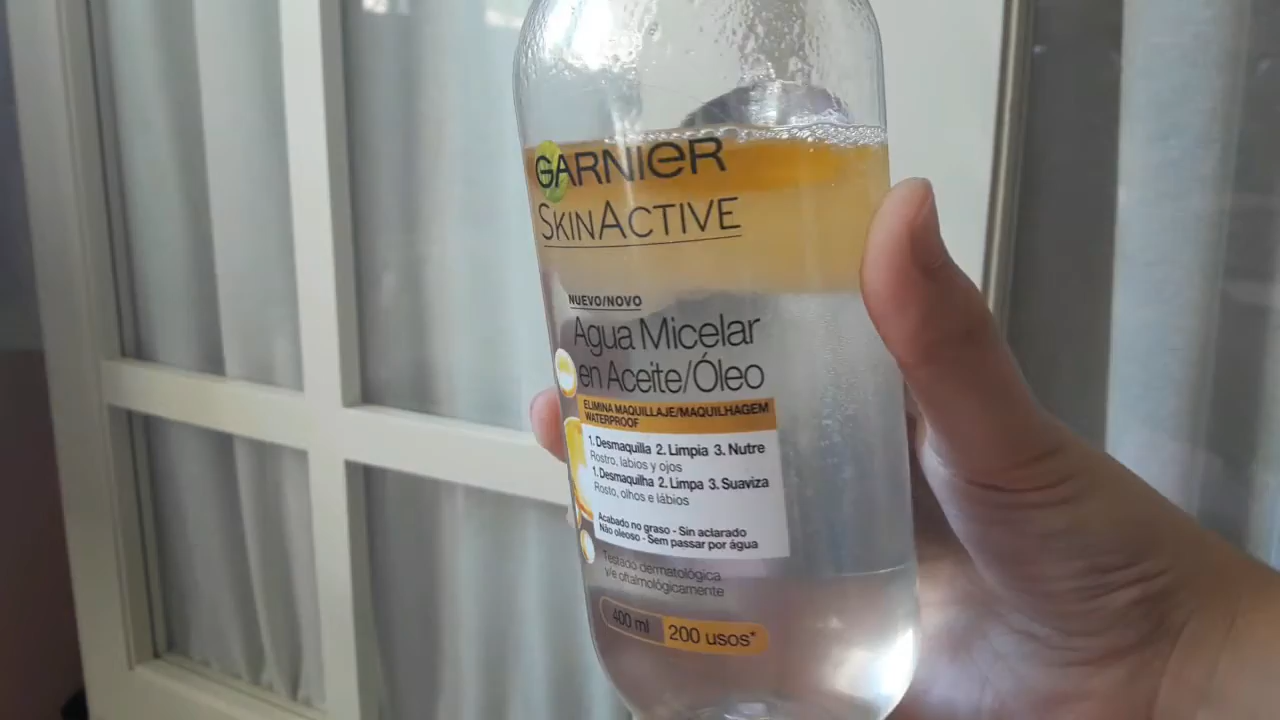 GARNIER
SKINACTIVE
NUEVO/NOVO
Agua Micelar
en Aceite/Óleo
ELIMINA MAQUILLAJE/MAQUILHAGEM
WATERPROOF
1.Desmaquilla 2. Limpia 3. Nutre
Rostro, labios y ojos
1.Desmaquilha 2. Limpa 3. Suaviza
Rosto, olhos e lábios
Acabado no graso - Sin aclarado
Não oleoso - Sem passar por água
Testado dermatológica
y/e oftalmológicamente
400 ml 200 usos*